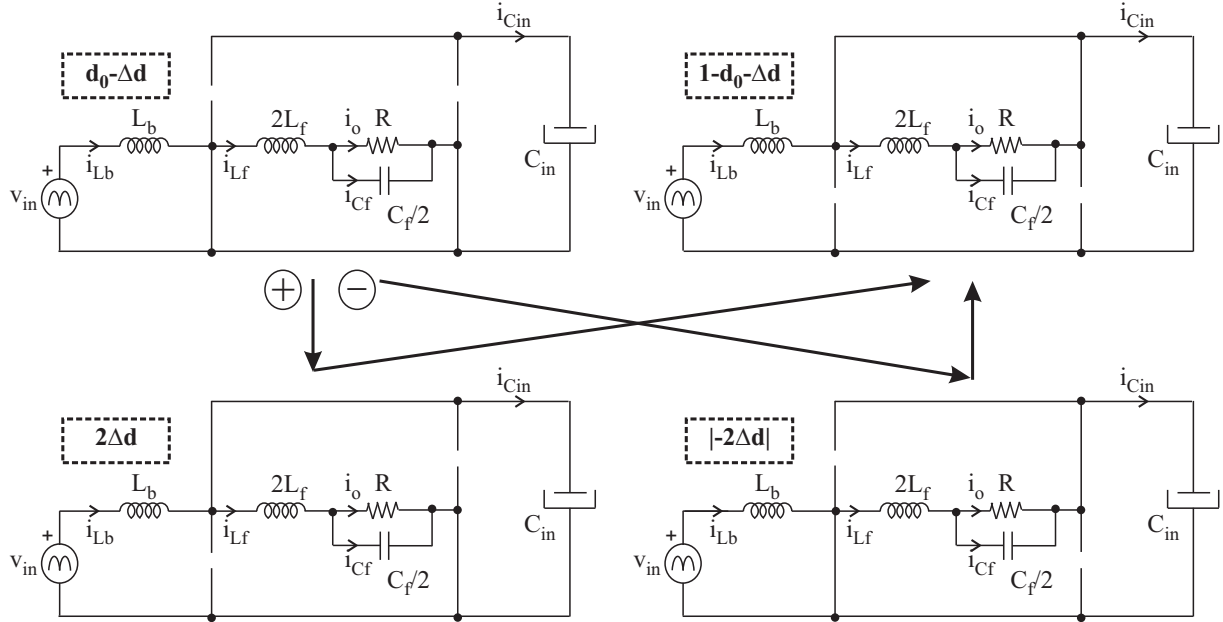 i_Cin
i_Cin
d₀-Δd
1-d₀-Δd
L_b
2L_f
i_o
R
L_b
2L_f
i_o
R
+
i_Lb
i_Lf
C_in
+
i_Lb
i_Lf
C_in
v_in
i_Cf
v_in
i_Cf
C_f/2
C_f/2
+
−
i_Cin
i_Cin
2Δd
|-2Δd|
L_b
2L_f
i_o
R
L_b
2L_f
i_o
R
+
i_Lb
i_Lf
C_in
+
i_Lb
i_Lf
C_in
v_in
i_Cf
v_in
i_Cf
C_f/2
C_f/2